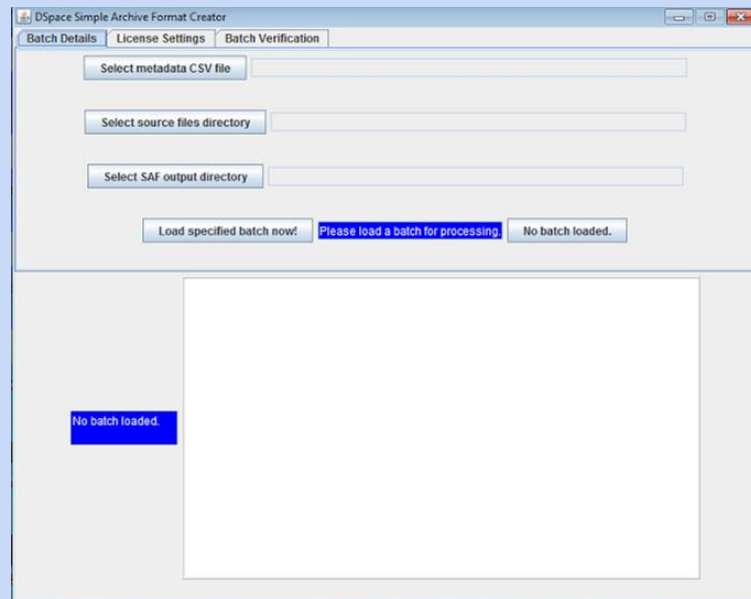 DSpace Simple Archive Format Creator
Batch Details License Settings Batch Verification
Select metadata CSV file
Select source files directory
Select SAF output directory
Load specified batch now! Please load a batch for processing. No batch loaded.
No batch loaded.